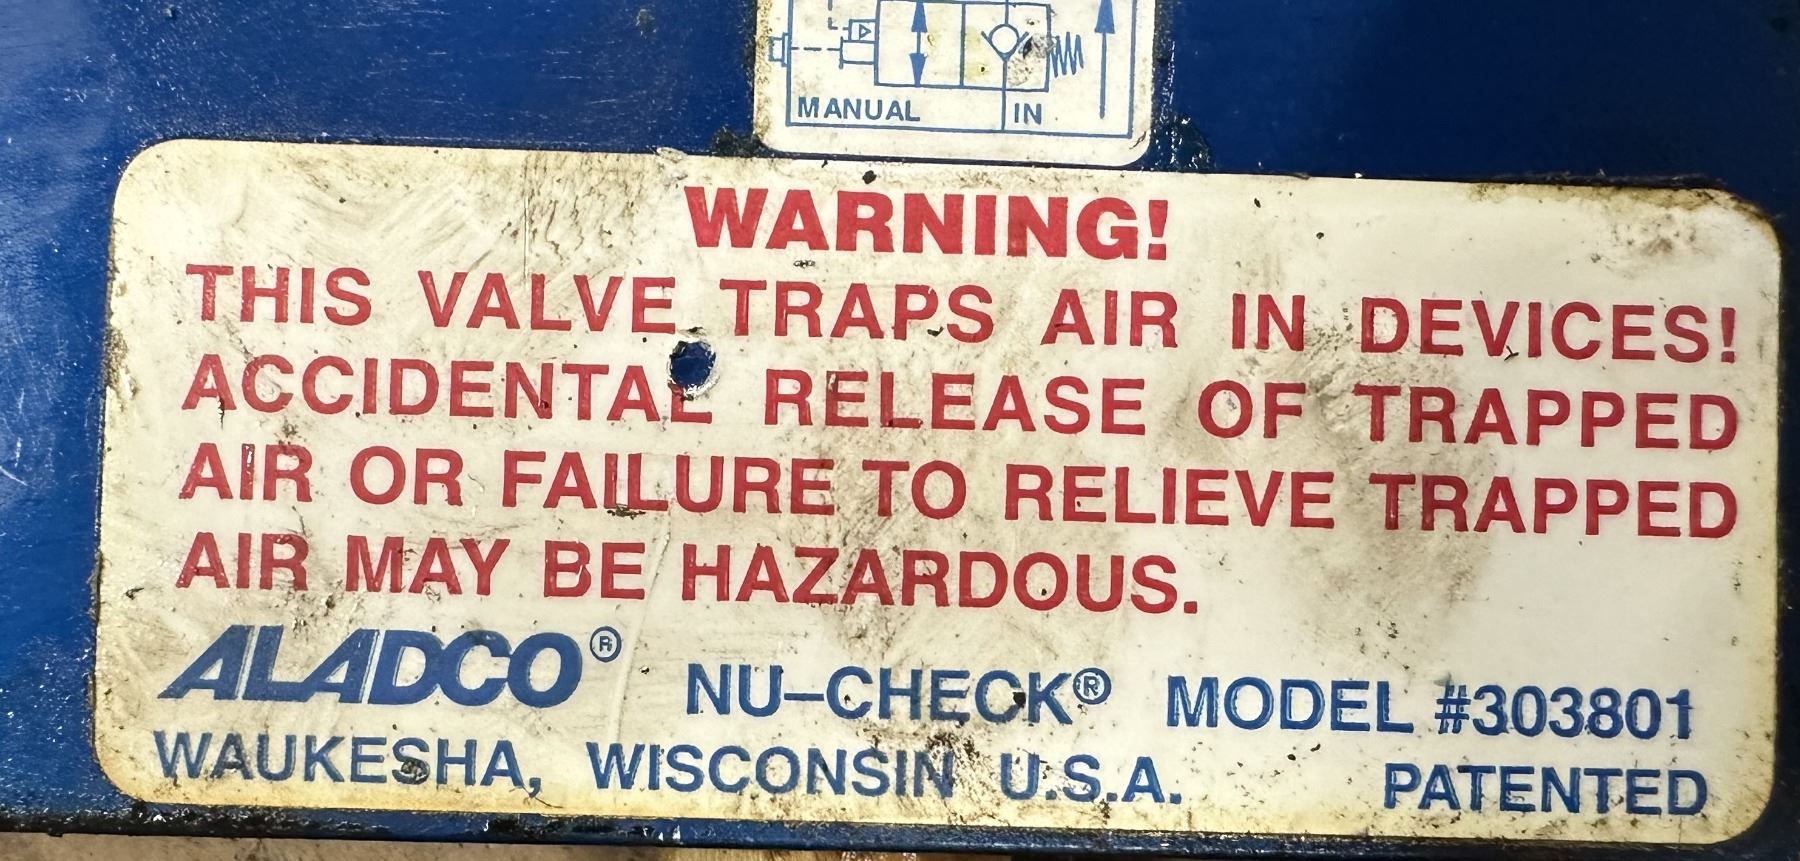 MANUAL IN
WARNING!
THIS VALVE TRAPS AIR IN DEVICES!
ACCIDENTAL RELEASE OF TRAPPED
AIR OR FAILURE TO RELIEVE TRAPPED
AIR MAY BE HAZARDOUS.
ALADCO® NU-CHECK® MODEL #303801
WAUKESHA, WISCONSIN U.S.A. PATENTED